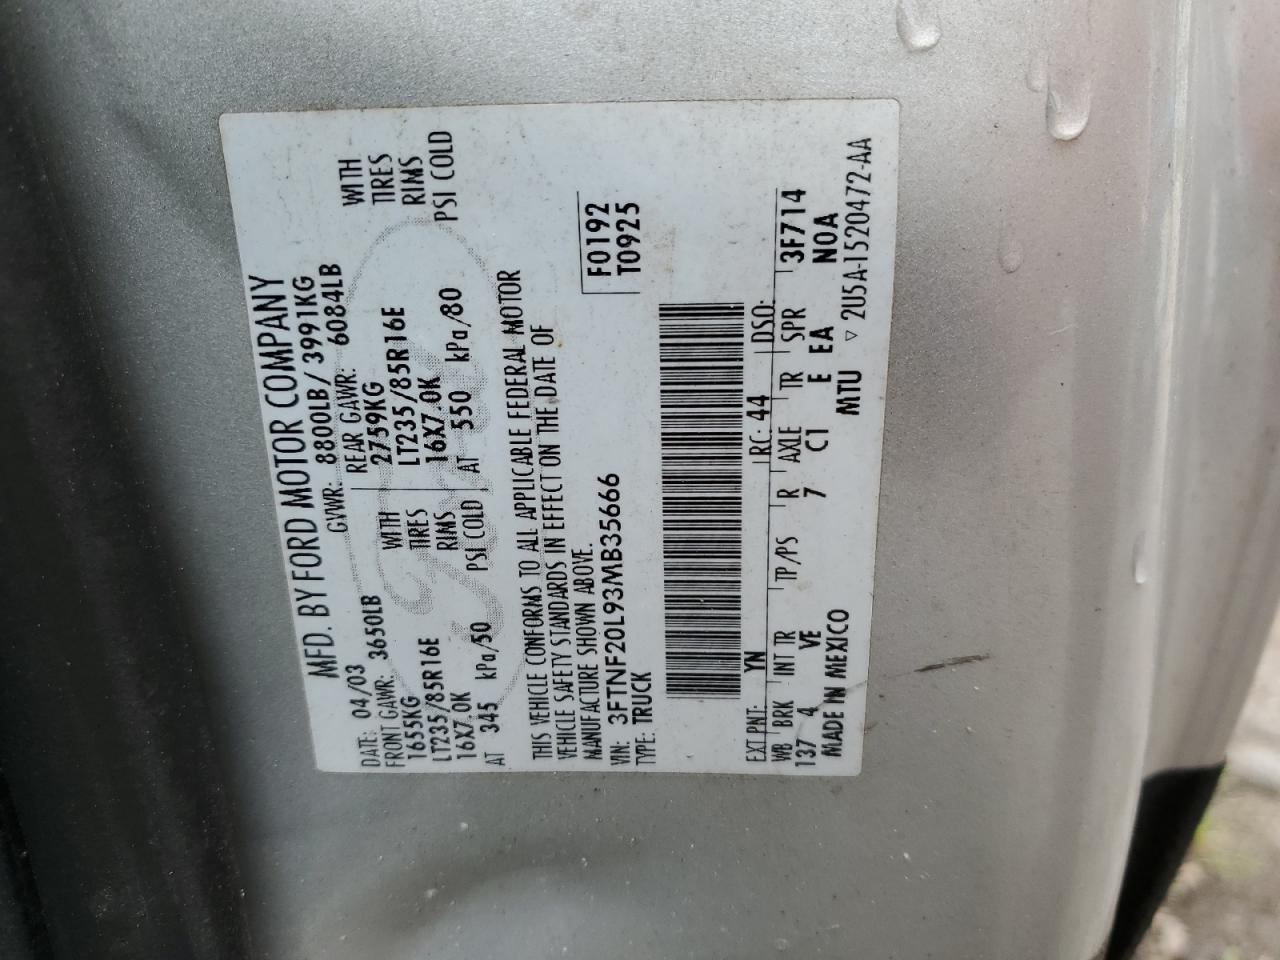 MFD. BY FORD MOTOR COMPANY
DATE: 04/03 GVWR: 8800LB/3991KG
FRONT GAWR: 3650LB REAR GAWR: 6084LB
1655KG WITH 2759KG WITH
LT235/85R16E TIRES LT235/85R16E TIRES
16X7.0K RIMS 16X7.0K RIMS
AT 345 kPa/50 PSI COLD AT 550 kPa/80 PSI COLD
THIS VEHICLE CONFORMS TO ALL APPLICABLE FEDERAL MOTOR
VEHICLE SAFETY STANDARDS IN EFFECT ON THE DATE OF
MANUFACTURE SHOWN ABOVE.
VIN: 3FTNF20L93MB35666 F0192
TYPE: TRUCK T0925
EXT PNT: YN RC: 44 DSO:
WB BRK INT TR TP/PS R AXLE TR SPR 3F714
137 4 VE 7 C1 E EA NOA
MADE IN MEXICO MTU ▽ 2U5A-1520472-AA